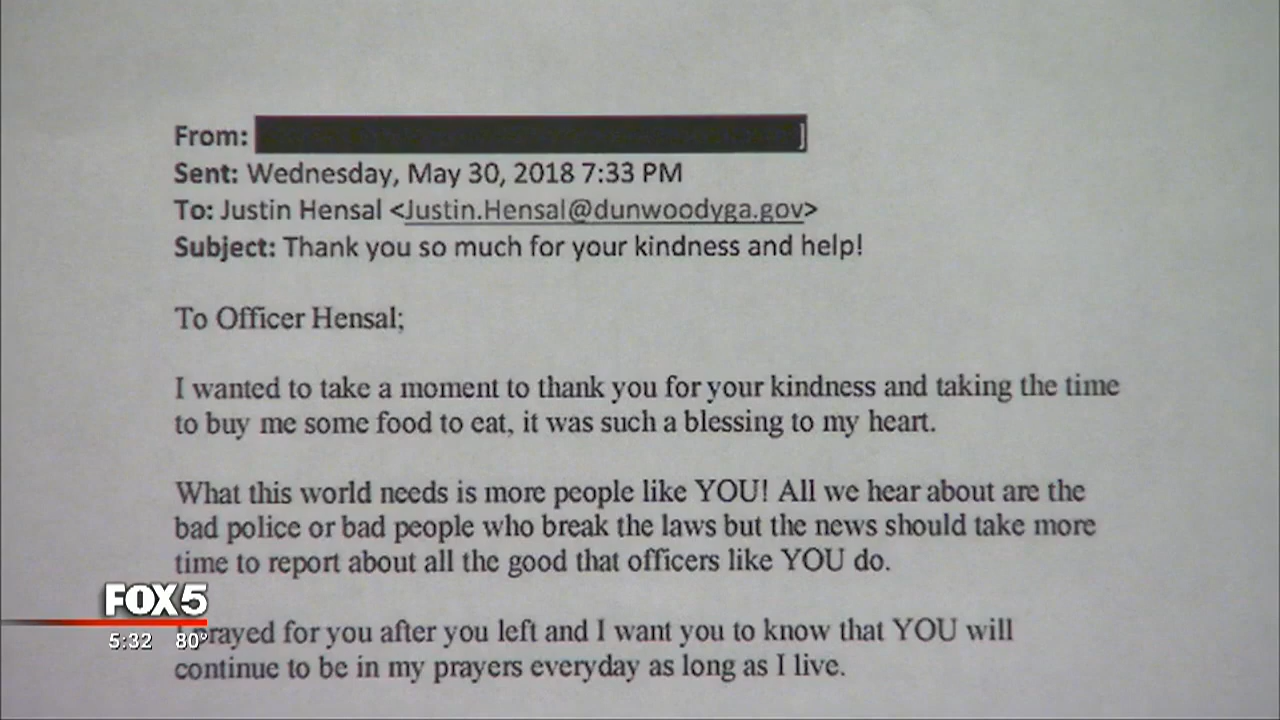 From: ]
Sent: Wednesday, May 30, 2018 7:33 PM
To: Justin Hensal <Justin.Hensal@dunwoodyga.gov>
Subject: Thank you so much for your kindness and help!
To Officer Hensal;
I wanted to take a moment to thank you for your kindness and taking the time
to buy me some food to eat, it was such a blessing to my heart.
What this world needs is more people like YOU! All we hear about are the
bad police or bad people who break the laws but the news should take more
time to report about all the good that officers like YOU do.
I prayed for you after you left and I want you to know that YOU will
continue to be in my prayers everyday as long as I live.
FOX 5
5:32 80°